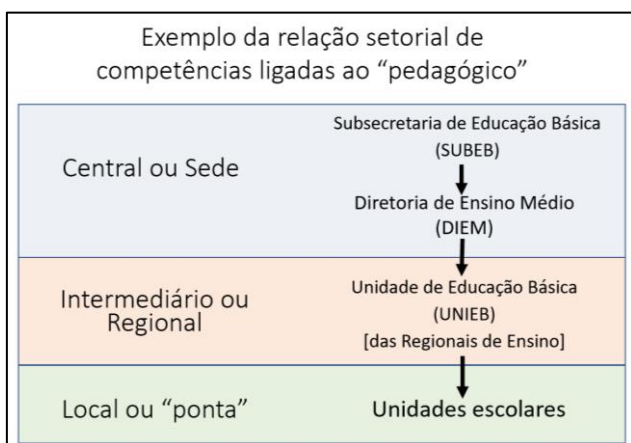 Exemplo da relação setorial de
competências ligadas ao “pedagógico”
Central ou Sede
Subsecretaria de Educação Básica
(SUBEB)
Diretoria de Ensino Médio
(DIEM)
Intermediário ou
Regional
Unidade de Educação Básica
(UNIEB)
[das Regionais de Ensino]
Local ou “ponta”
Unidades escolares